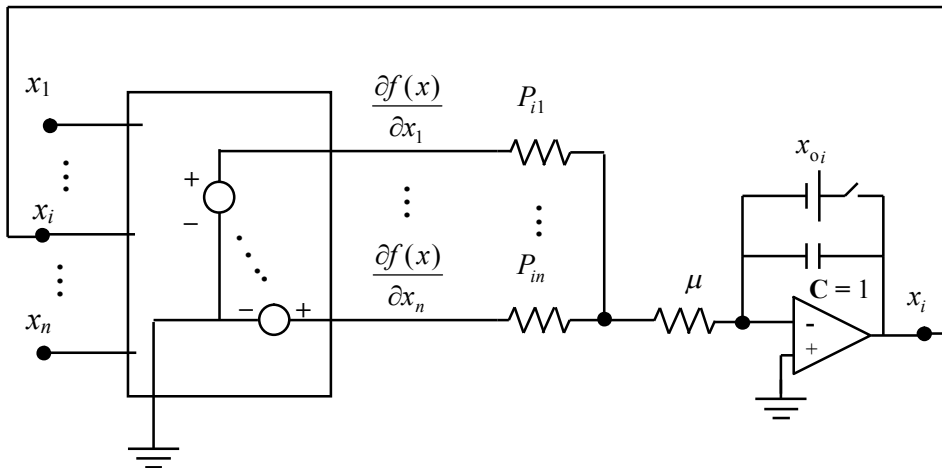 x₁
⋮
xᵢ
⋮
xₙ
+
−
⋱
− +
∂f(x)/∂x₁
⋮
∂f(x)/∂xₙ
Pᵢ₁
⋮
Pᵢₙ
μ
xₒᵢ
C = 1
-
+
xᵢ